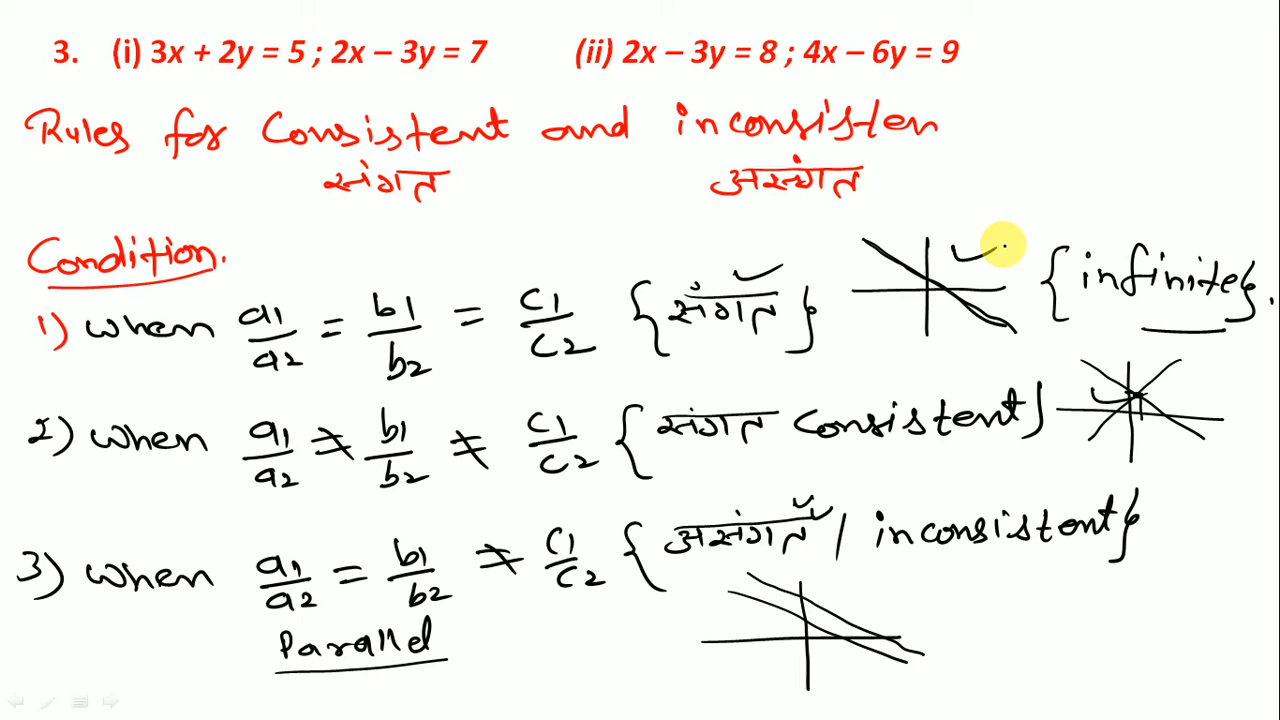 3. (i) 3x + 2y = 5 ; 2x – 3y = 7 (ii) 2x – 3y = 8 ; 4x – 6y = 9
Rules for Consistent and inconsisten
संगत असंगत
Condition.
1) when a1/a2 = b1/b2 = c1/c2 {संगत} {infinite}.
2) when a1/a2 ≠ b1/b2 ≠ c1/c2 {संगत consistent}
3) when a1/a2 = b1/b2 ≠ c1/c2 {असंगत / inconsistent}
Parallel